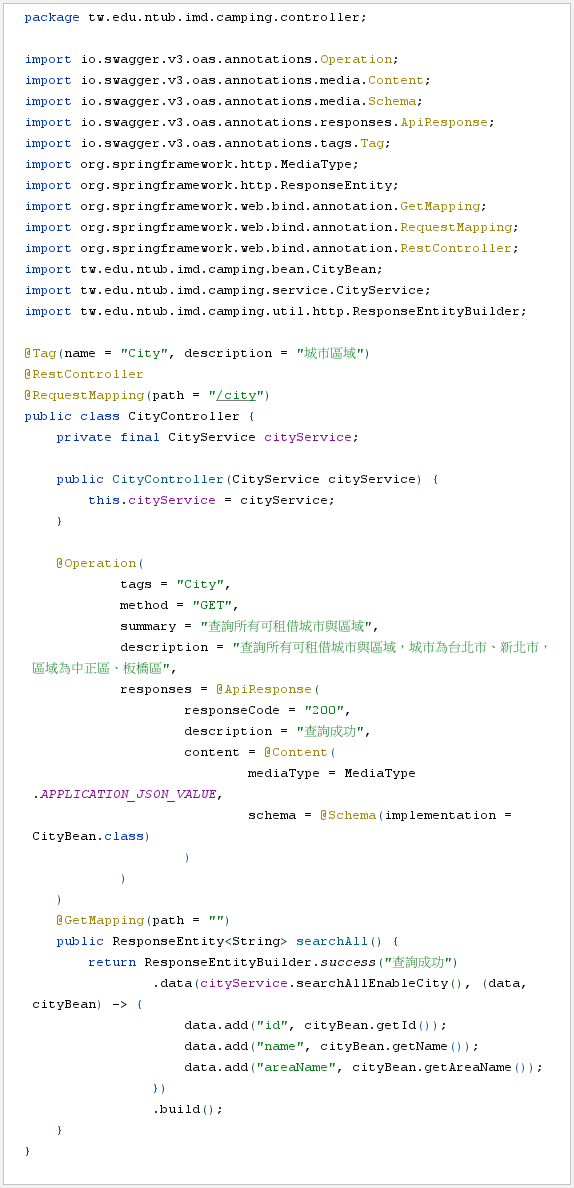 package tw.edu.ntub.imd.camping.controller;

import io.swagger.v3.oas.annotations.Operation;
import io.swagger.v3.oas.annotations.media.Content;
import io.swagger.v3.oas.annotations.media.Schema;
import io.swagger.v3.oas.annotations.responses.ApiResponse;
import io.swagger.v3.oas.annotations.tags.Tag;
import org.springframework.http.MediaType;
import org.springframework.http.ResponseEntity;
import org.springframework.web.bind.annotation.GetMapping;
import org.springframework.web.bind.annotation.RequestMapping;
import org.springframework.web.bind.annotation.RestController;
import tw.edu.ntub.imd.camping.bean.CityBean;
import tw.edu.ntub.imd.camping.service.CityService;
import tw.edu.ntub.imd.camping.util.http.ResponseEntityBuilder;

@Tag(name = "City", description = "城市區域")
@RestController
@RequestMapping(path = "/city")
public class CityController {
    private final CityService cityService;

    public CityController(CityService cityService) {
        this.cityService = cityService;
    }

    @Operation(
            tags = "City",
            method = "GET",
            summary = "查詢所有可租借城市與區域",
            description = "查詢所有可租借城市與區域，城市為台北市、新北市，
 區域為中正區、板橋區",
            responses = @ApiResponse(
                    responseCode = "200",
                    description = "查詢成功",
                    content = @Content(
                            mediaType = MediaType
 .APPLICATION_JSON_VALUE,
                            schema = @Schema(implementation =
 CityBean.class)
                    )
            )
    )
    @GetMapping(path = "")
    public ResponseEntity<String> searchAll() {
        return ResponseEntityBuilder.success("查詢成功")
                .data(cityService.searchAllEnableCity(), (data,
 cityBean) -> {
                    data.add("id", cityBean.getId());
                    data.add("name", cityBean.getName());
                    data.add("areaName", cityBean.getAreaName());
                })
                .build();
    }
}